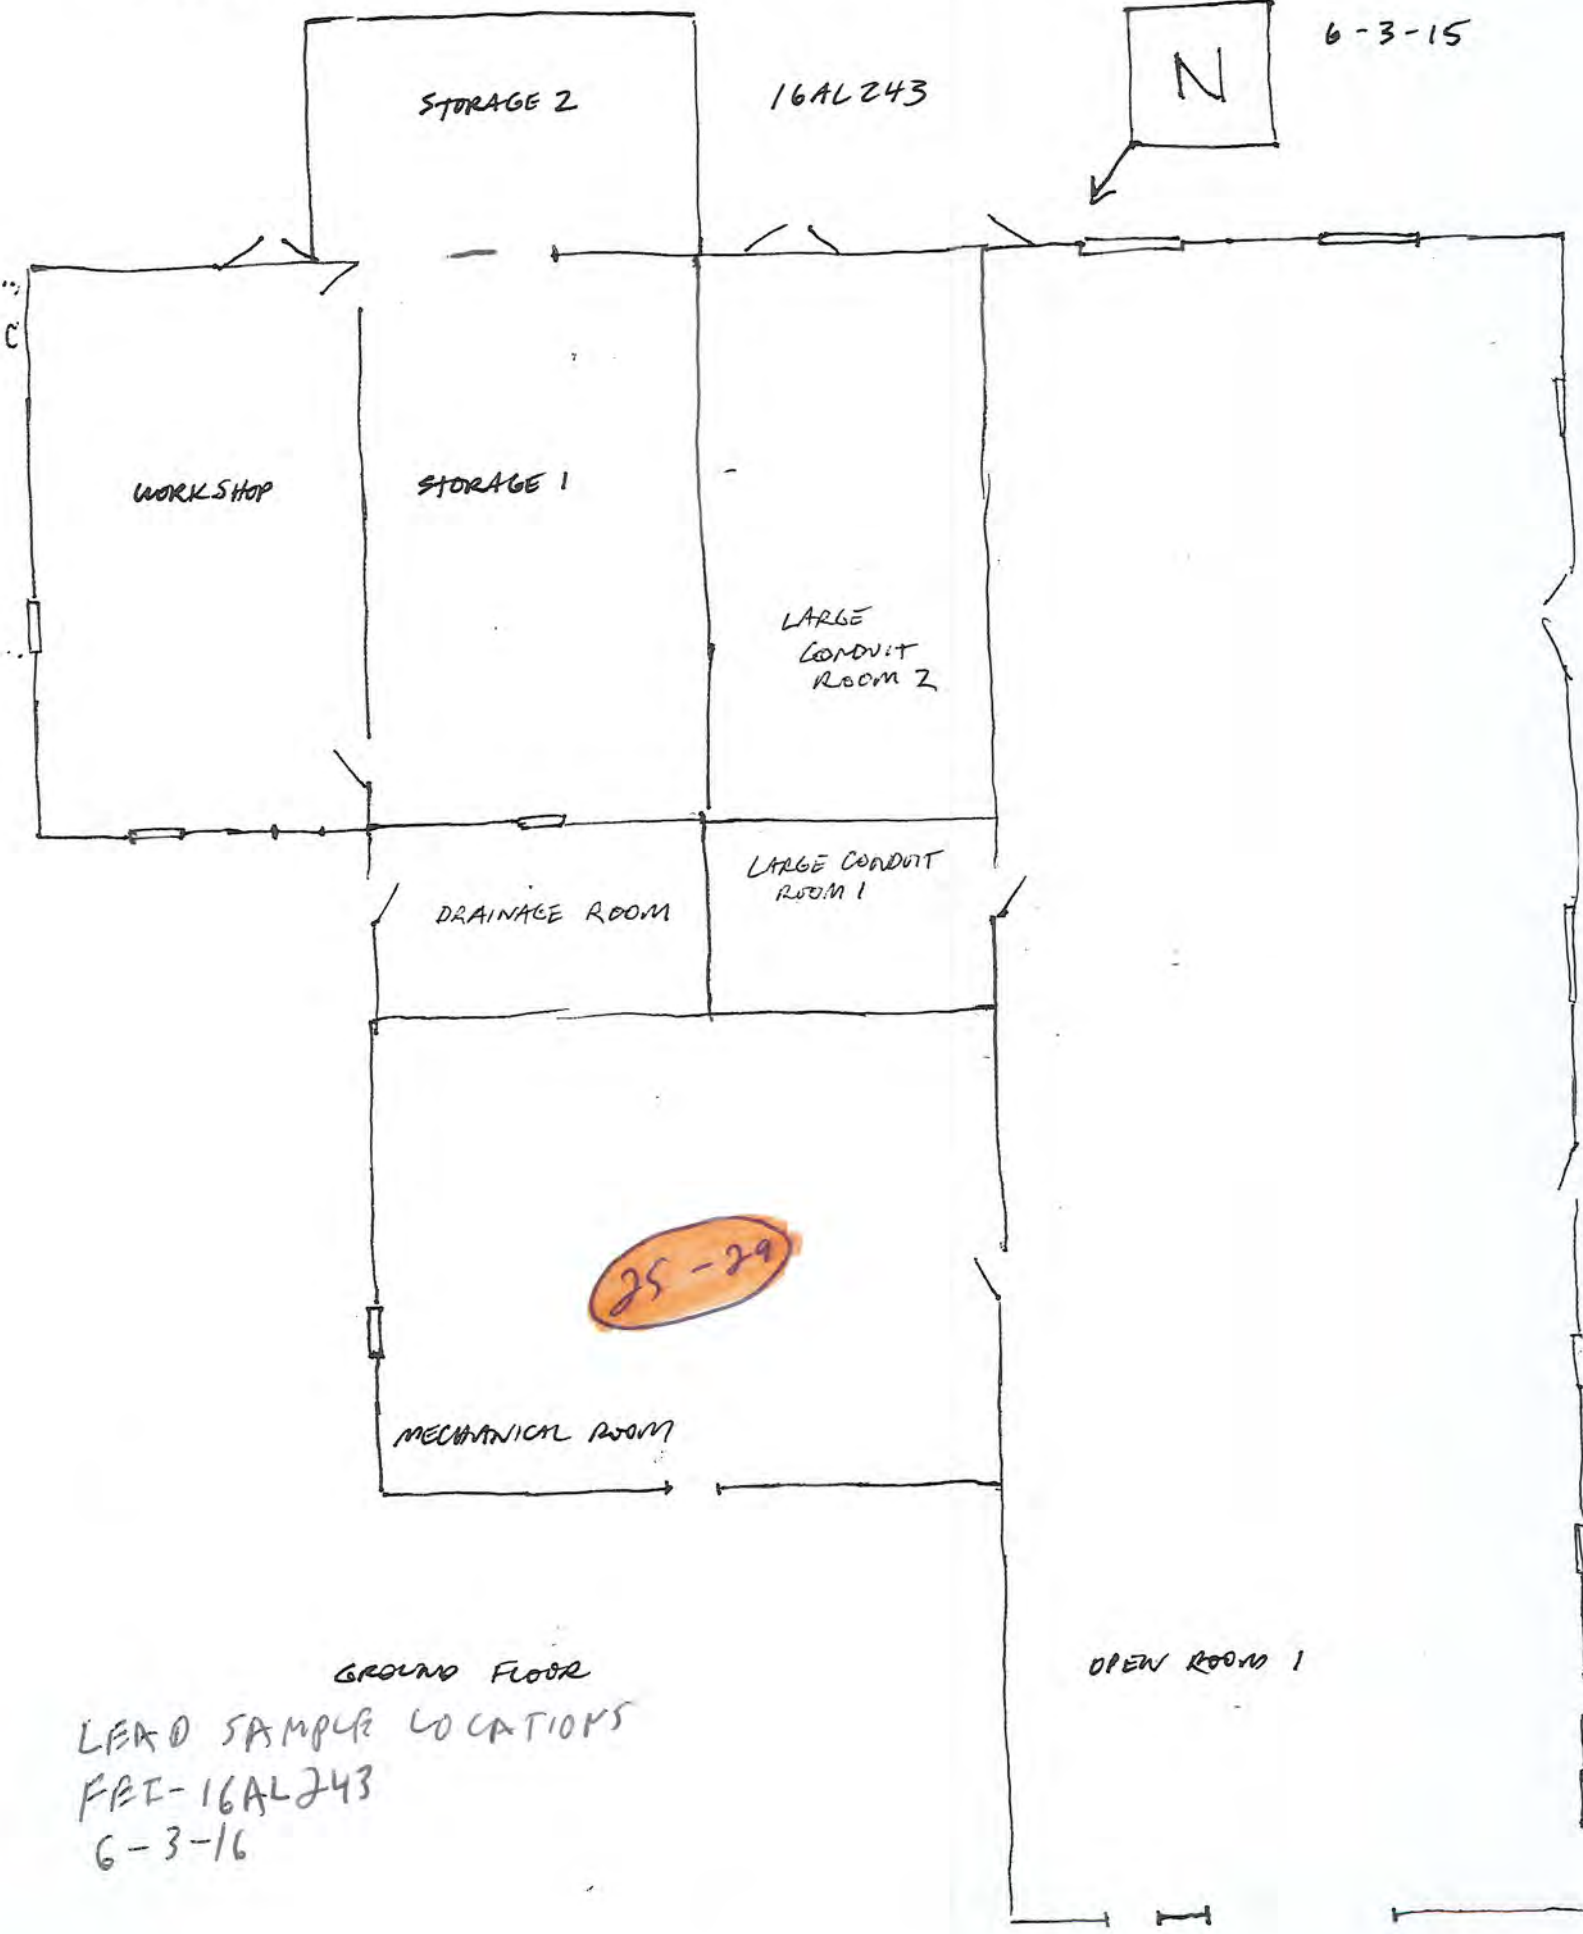 6-3-15
N
16AL243
STORAGE 2
WORKSHOP
STORAGE 1
LARGE
CONDUIT
ROOM 2
LARGE CONDUIT
ROOM 1
DRAINAGE ROOM
25-29
MECHANICAL ROOM
GROUND FLOOR
OPEN ROOM 1
LEAD SAMPLE LOCATIONS
FEI-16AL243
6-3-16